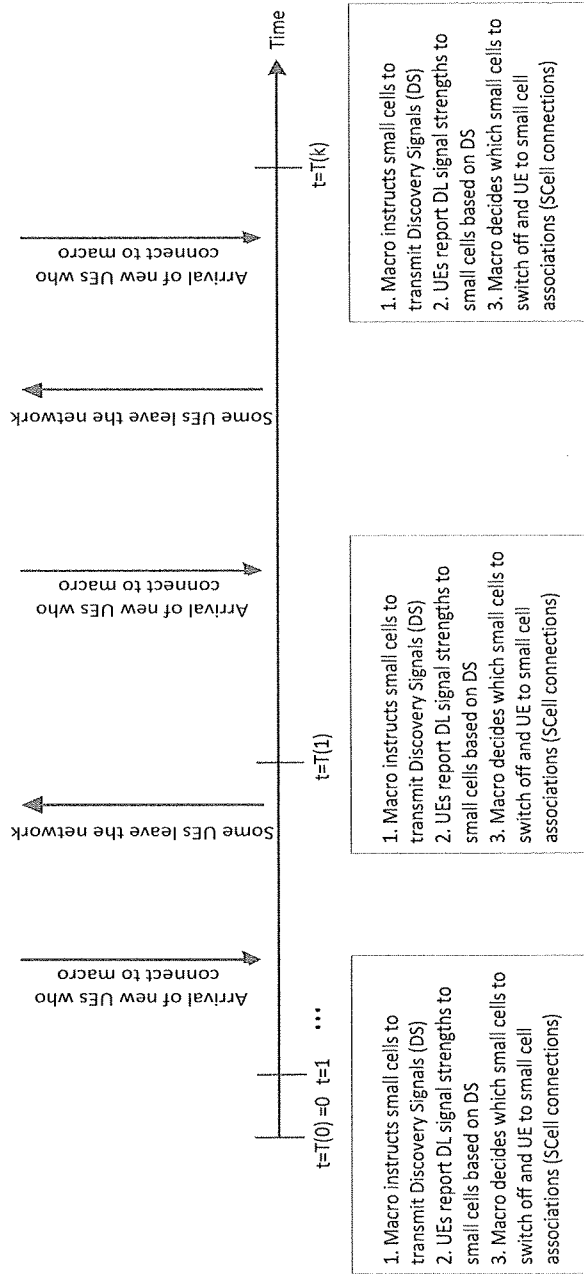 Arrival of new UEs who
connect to macro
Some UEs leave the network
Arrival of new UEs who
connect to macro
Some UEs leave the network
Arrival of new UEs who
connect to macro
Time
t=T(0) =0
t=1
...
t=T(1)
t=T(k)
1. Macro instructs small cells to
transmit Discovery Signals (DS)
2. UEs report DL signal strengths to
small cells based on DS
3. Macro decides which small cells to
switch off and UE to small cell
associations (SCell connections)
1. Macro instructs small cells to
transmit Discovery Signals (DS)
2. UEs report DL signal strengths to
small cells based on DS
3. Macro decides which small cells to
switch off and UE to small cell
associations (SCell connections)
1. Macro instructs small cells to
transmit Discovery Signals (DS)
2. UEs report DL signal strengths to
small cells based on DS
3. Macro decides which small cells to
switch off and UE to small cell
associations (SCell connections)